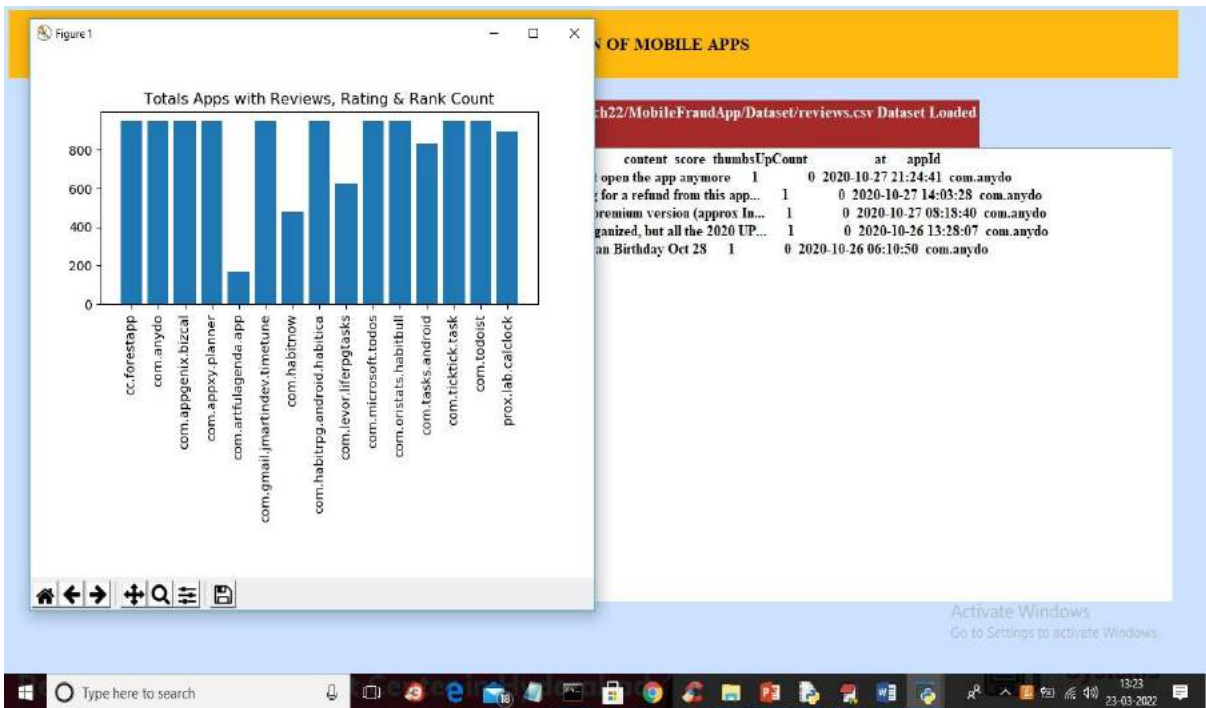 Figure 1
N OF MOBILE APPS
Totals Apps with Reviews, Rating & Rank Count
800
600
400
200
0
cc.forestapp
com.anydo
com.appgenix.bizcal
com.appxy.planner
com.artfulagenda.app
com.gmail.jmartindev.timetune
com.habitnow
com.habitrpg.android.habitica
com.levor.liferpgtasks
com.microsoft.todos
com.oristats.habitbull
com.tasks.android
com.ticktick.task
com.todoist
prox.lab.calclock
ch22/MobileFraudApp/Dataset/reviews.csv Dataset Loaded
content score thumbsUpCount at appId
t open the app anymore 1 0 2020-10-27 21:24:41 com.anydo
for a refund from this app... 1 0 2020-10-27 14:03:28 com.anydo
premium version (approx In... 1 0 2020-10-27 08:18:40 com.anydo
ganized, but all the 2020 UP... 1 0 2020-10-26 13:28:07 com.anydo
an Birthday Oct 28 1 0 2020-10-26 06:10:50 com.anydo
Activate Windows
Go to Settings to activate Windows.
Type here to search
18
13:23
23-03-2022